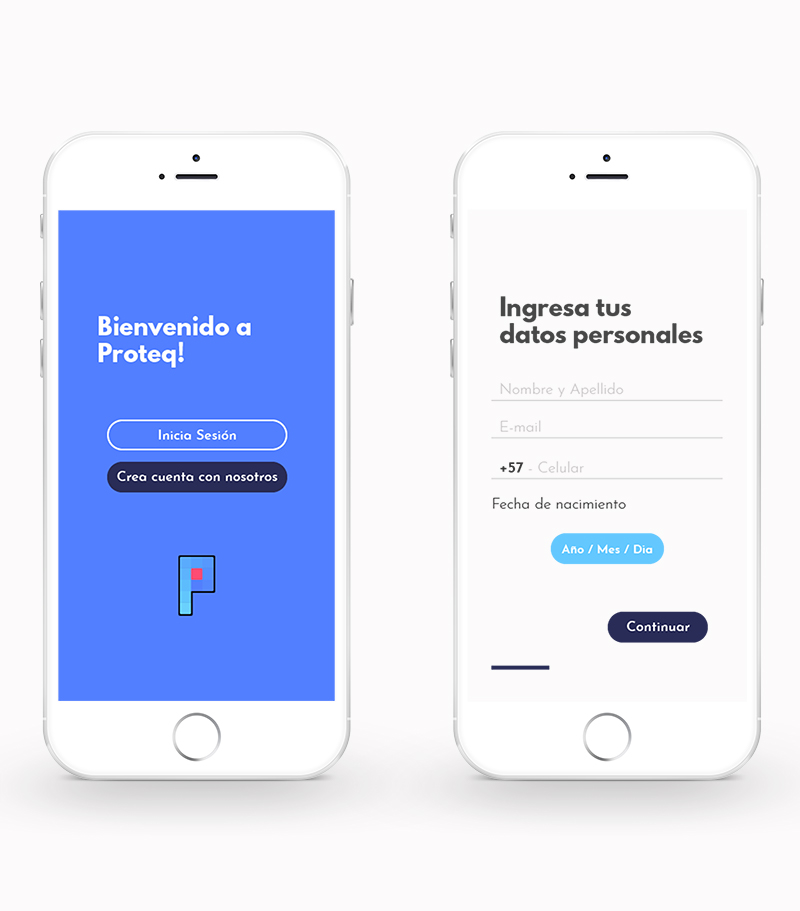 Bienvenido a
Proteq!
Inicia Sesión
Crea cuenta con nosotros
Ingresa tus
datos personales
Nombre y Apellido
E-mail
+57 - Celular
Fecha de nacimiento
Año / Mes / Dia
Continuar